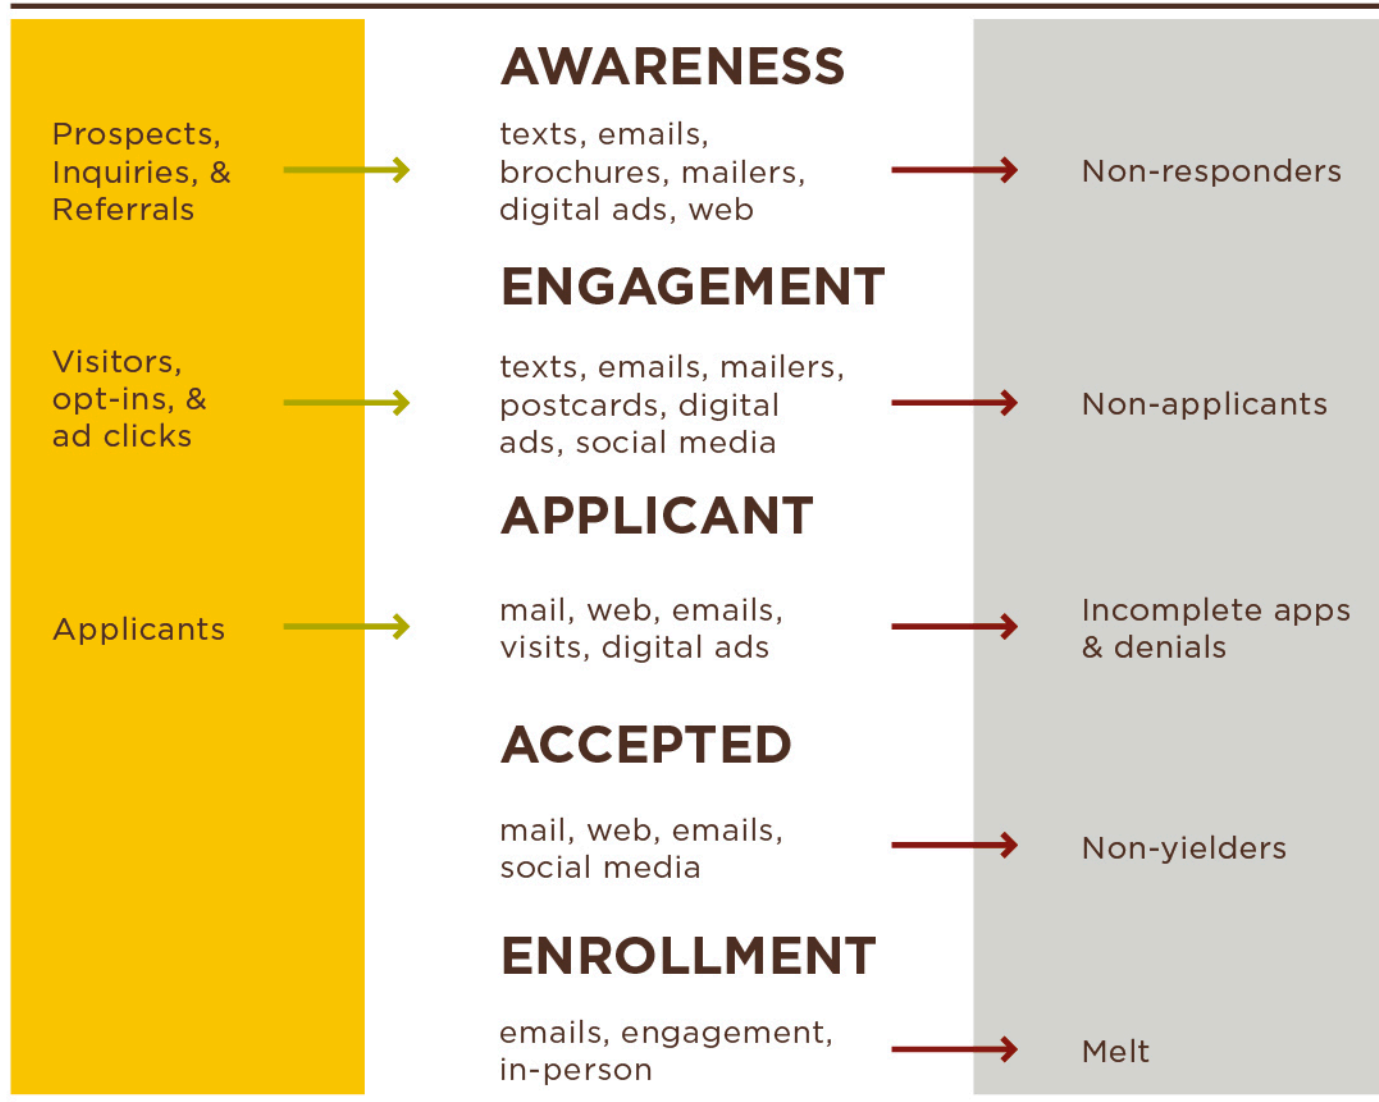 AWARENESS
Prospects,
Inquiries, &
Referrals
texts, emails,
brochures, mailers,
digital ads, web
Non-responders
ENGAGEMENT
Visitors,
opt-ins, &
ad clicks
texts, emails, mailers,
postcards, digital
ads, social media
Non-applicants
APPLICANT
Applicants
mail, web, emails,
visits, digital ads
Incomplete apps
& denials
ACCEPTED
mail, web, emails,
social media
Non-yielders
ENROLLMENT
emails, engagement,
in-person
Melt